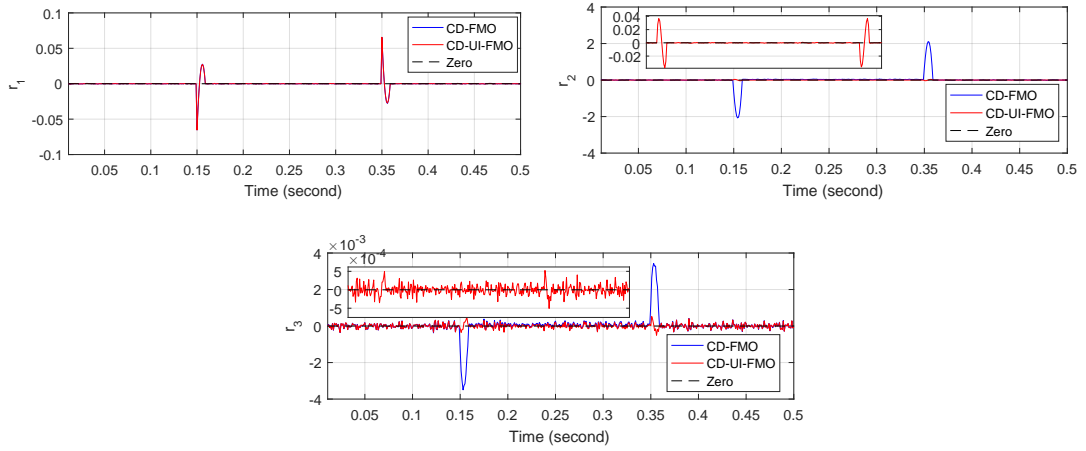 0.1
0.05
0
-0.05
-0.1
r1
CD-FMO
CD-UI-FMO
Zero
0.05 0.1 0.15 0.2 0.25 0.3 0.35 0.4 0.45 0.5
Time (second)
4
2
0
-2
-4
r2
0.04
0.02
0
-0.02
CD-FMO
CD-UI-FMO
Zero
0.05 0.1 0.15 0.2 0.25 0.3 0.35 0.4 0.45 0.5
Time (second)
×10-3
4
2
0
-2
-4
r3
×10-4
5
0
-5
CD-FMO
CD-UI-FMO
Zero
0.05 0.1 0.15 0.2 0.25 0.3 0.35 0.4 0.45 0.5
Time (second)